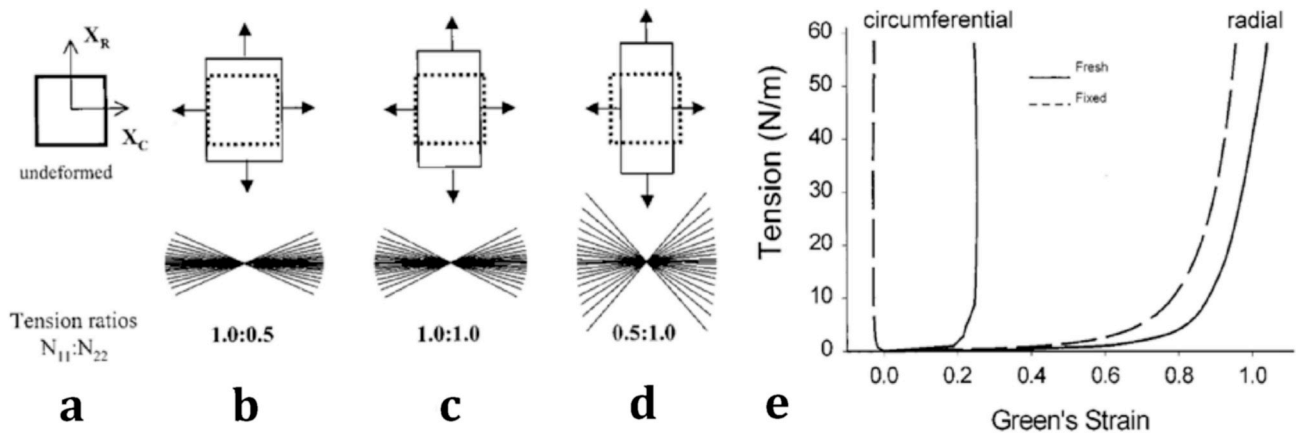 X_R
X_C
undeformed
Tension ratios
N_11:N_22
1.0:0.5
1.0:1.0
0.5:1.0
a
b
c
d
e
circumferential
radial
Fresh
Fixed
Tension (N/m)
60
50
40
30
20
10
0
0.0 0.2 0.4 0.6 0.8 1.0
Green's Strain